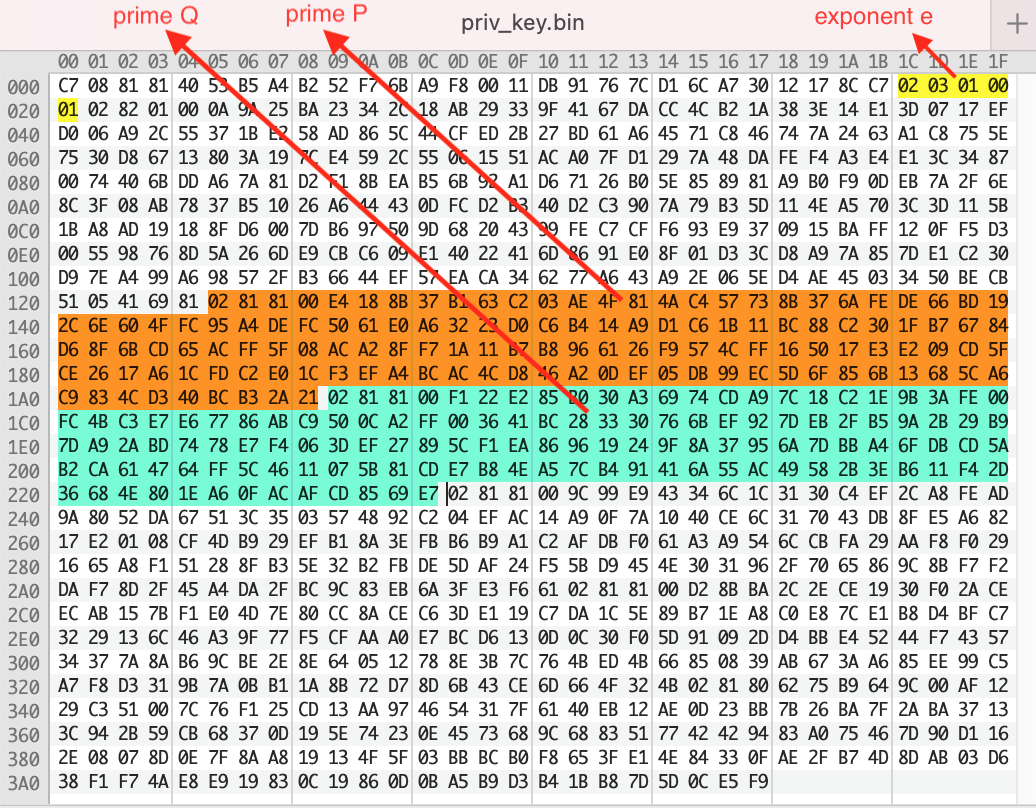 prime Q prime P priv_key.bin exponent e +
00 01 02 03 04 05 06 07 08 09 0A 0B 0C 0D 0E 0F 10 11 12 13 14 15 16 17 18 19 1A 1B 1C 1D 1E 1F
000 C7 08 81 81 40 53 B5 A4 B2 52 F7 6B A9 F8 00 11 DB 91 76 7C D1 6C A7 30 12 17 8C C7 02 03 01 00
020 01 02 82 01 00 0A 9A 25 BA 23 34 2C 18 AB 29 33 9F 41 67 DA CC 4C B2 1A 38 3E 14 E1 3D 07 17 EF
040 D0 06 A9 2C 55 37 1B E2 58 AD 86 5C 44 CF ED 2B 27 BD 61 A6 45 71 C8 46 74 7A 24 63 A1 C8 75 5E
060 75 30 D8 67 13 80 3A 19 7C E4 59 2C 55 06 15 51 AC A0 7F D1 29 7A 48 DA FE F4 A3 E4 E1 3C 34 87
080 00 74 40 6B DD A6 7A 81 D2 F1 8B EA B5 6B 92 A1 D6 71 26 B0 5E 85 89 81 A9 B0 F9 0D EB 7A 2F 6E
0A0 8C 3F 08 AB 78 37 B5 10 26 A6 44 43 0D FC D2 B3 40 D2 C3 90 7A 79 B3 5D 11 4E A5 70 3C 3D 11 5B
0C0 1B A8 AD 19 18 8F D6 00 7D B6 97 50 9D 68 20 43 99 FE C7 CF F6 93 E9 37 09 15 BA FF 12 0F F5 D3
0E0 00 55 98 76 8D 5A 26 6D E9 CB C6 09 E1 40 22 41 6D 86 91 E0 8F 01 D3 3C D8 A9 7A 85 7D E1 C2 30
100 D9 7E A4 99 A6 98 57 2F B3 66 44 EF 57 EA CA 34 62 77 A6 43 A9 2E 06 5E D4 AE 45 03 34 50 BE CB
120 51 05 41 69 81 02 81 81 00 E4 18 8B 37 B1 63 C2 03 AE 4F 81 4A C4 57 73 8B 37 6A FE DE 66 BD 19
140 2C 6E 60 4F FC 95 A4 DE FC 50 61 E0 A6 32 22 D0 C6 B4 14 A9 D1 C6 1B 11 BC 88 C2 30 1F B7 67 84
160 D6 8F 6B CD 65 AC FF 5F 08 AC A2 8F F7 1A 11 B7 B8 96 61 26 F9 57 4C FF 16 50 17 E3 E2 09 CD 5F
180 CE 26 17 A6 1C FD C2 E0 1C F3 EF A4 BC AC 4C D8 46 A2 0D EF 05 DB 99 EC 5D 6F 85 6B 13 68 5C A6
1A0 C9 83 4C D3 40 BC B3 2A 21 02 81 81 00 F1 22 E2 85 B0 30 A3 69 74 CD A9 7C 18 C2 1E 9B 3A FE 00
1C0 FC 4B C3 E7 E6 77 86 AB C9 50 0C A2 FF 00 36 41 BC 28 33 30 76 6B EF 92 7D EB 2F B5 9A 2B 29 B9
1E0 7D A9 2A BD 74 78 E7 F4 06 3D EF 27 89 5C F1 EA 86 96 19 24 9F 8A 37 95 6A 7D BB A4 6F DB CD 5A
200 B2 CA 61 47 64 FF 5C 46 11 07 5B 81 CD E7 B8 4E A5 7C B4 91 41 6A 55 AC 49 58 2B 3E B6 11 F4 2D
220 36 68 4E 80 1E A6 0F AC AF CD 85 69 E7 02 81 81 00 9C 99 E9 43 34 6C 1C 31 30 C4 EF 2C A8 FE AD
240 9A 80 52 DA 67 51 3C 35 03 57 48 92 C2 04 EF AC 14 A9 0F 7A 10 40 CE 6C 31 70 43 DB 8F E5 A6 82
260 17 E2 01 08 CF 4D B9 29 EF B1 8A 3E FB B6 B9 A1 C2 AF DB F0 61 A3 A9 54 6C CB FA 29 AA F8 F0 29
280 16 65 A8 F1 51 28 8F B3 5E 32 B2 FB DE 5D AF 24 F5 5B D9 45 4E 30 31 96 2F 70 65 86 9C 8B F7 F2
2A0 DA F7 8D 2F 45 A4 DA 2F BC 9C 83 EB 6A 3F E3 F6 61 02 81 81 00 D2 8B BA 2C 2E CE 19 30 F0 2A CE
2C0 EC AB 15 7B F1 E0 4D 7E 80 CC 8A CE C6 3D E1 19 C7 DA 1C 5E 89 B7 1E A8 C0 E8 7C E1 B8 D4 BF C7
2E0 32 29 13 6C 46 A3 9F 77 F5 CF AA A0 E7 BC D6 13 0D 0C 30 F0 5D 91 09 2D D4 BB E4 52 44 F7 43 57
300 34 37 7A 8A B6 9C BE 2E 8E 64 05 12 78 8E 3B 7C 76 4B ED 4B 66 85 08 39 AB 67 3A A6 85 EE 99 C5
320 A7 F8 D3 31 9B 7A 0B B1 1A 8B 72 D7 8D 6B 43 CE 6D 66 4F 32 4B 02 81 80 62 75 B9 64 9C 00 AF 12
340 29 C3 51 00 7C 76 F1 25 CD 13 AA 97 46 54 31 7F 61 40 EB 12 AE 0D 23 BB 7B 26 BA 7F 2A BA 37 13
360 3C 94 2B 59 CB 68 37 0D 19 5E 74 23 0E 45 73 68 9C 68 83 51 77 42 42 94 83 A0 75 46 7D 90 D1 16
380 2E 08 07 8D 0E 7F 8A A8 19 13 4F 5F 03 BB BC B0 F8 65 3F E1 4E 84 33 0F AE 2F B7 4D 8D AB 03 D6
3A0 38 F1 F7 4A E8 E9 19 83 0C 19 86 0D 0B A5 B9 D3 B4 1B B8 7D 5D 0C E5 F9